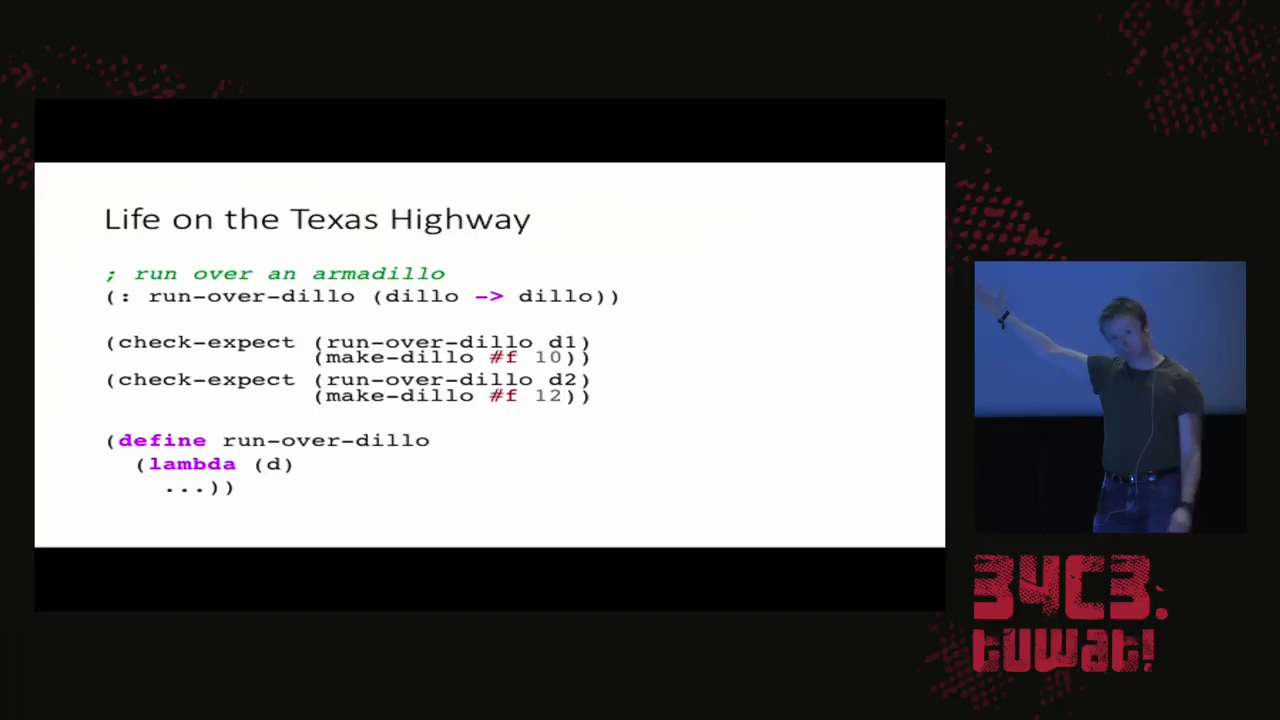 Life on the Texas Highway
; run over an armadillo
(: run-over-dillo (dillo -> dillo))
(check-expect (run-over-dillo d1)
(make-dillo #f 10))
(check-expect (run-over-dillo d2)
(make-dillo #f 12))
(define run-over-dillo
(lambda (d)
...))
34C3.
tuwat!